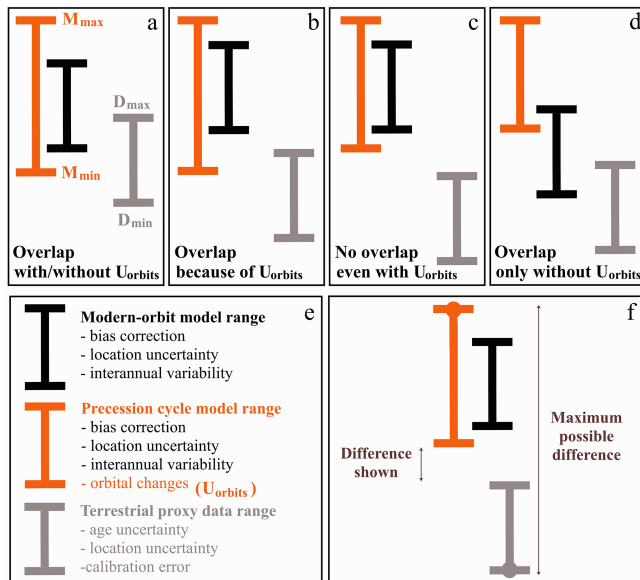 a
M max
D max
M min
D min
Overlap
with/without U orbits
b
Overlap
because of U orbits
c
No overlap
even with U orbits
d
Overlap
only without U orbits
e
Modern-orbit model range
- bias correction
- location uncertainty
- interannual variability
Precession cycle model range
- bias correction
- location uncertainty
- interannual variability
- orbital changes (U orbits )
Terrestrial proxy data range
- age uncertainty
- location uncertainty
-calibration error
f
Maximum
possible
difference
Difference
shown